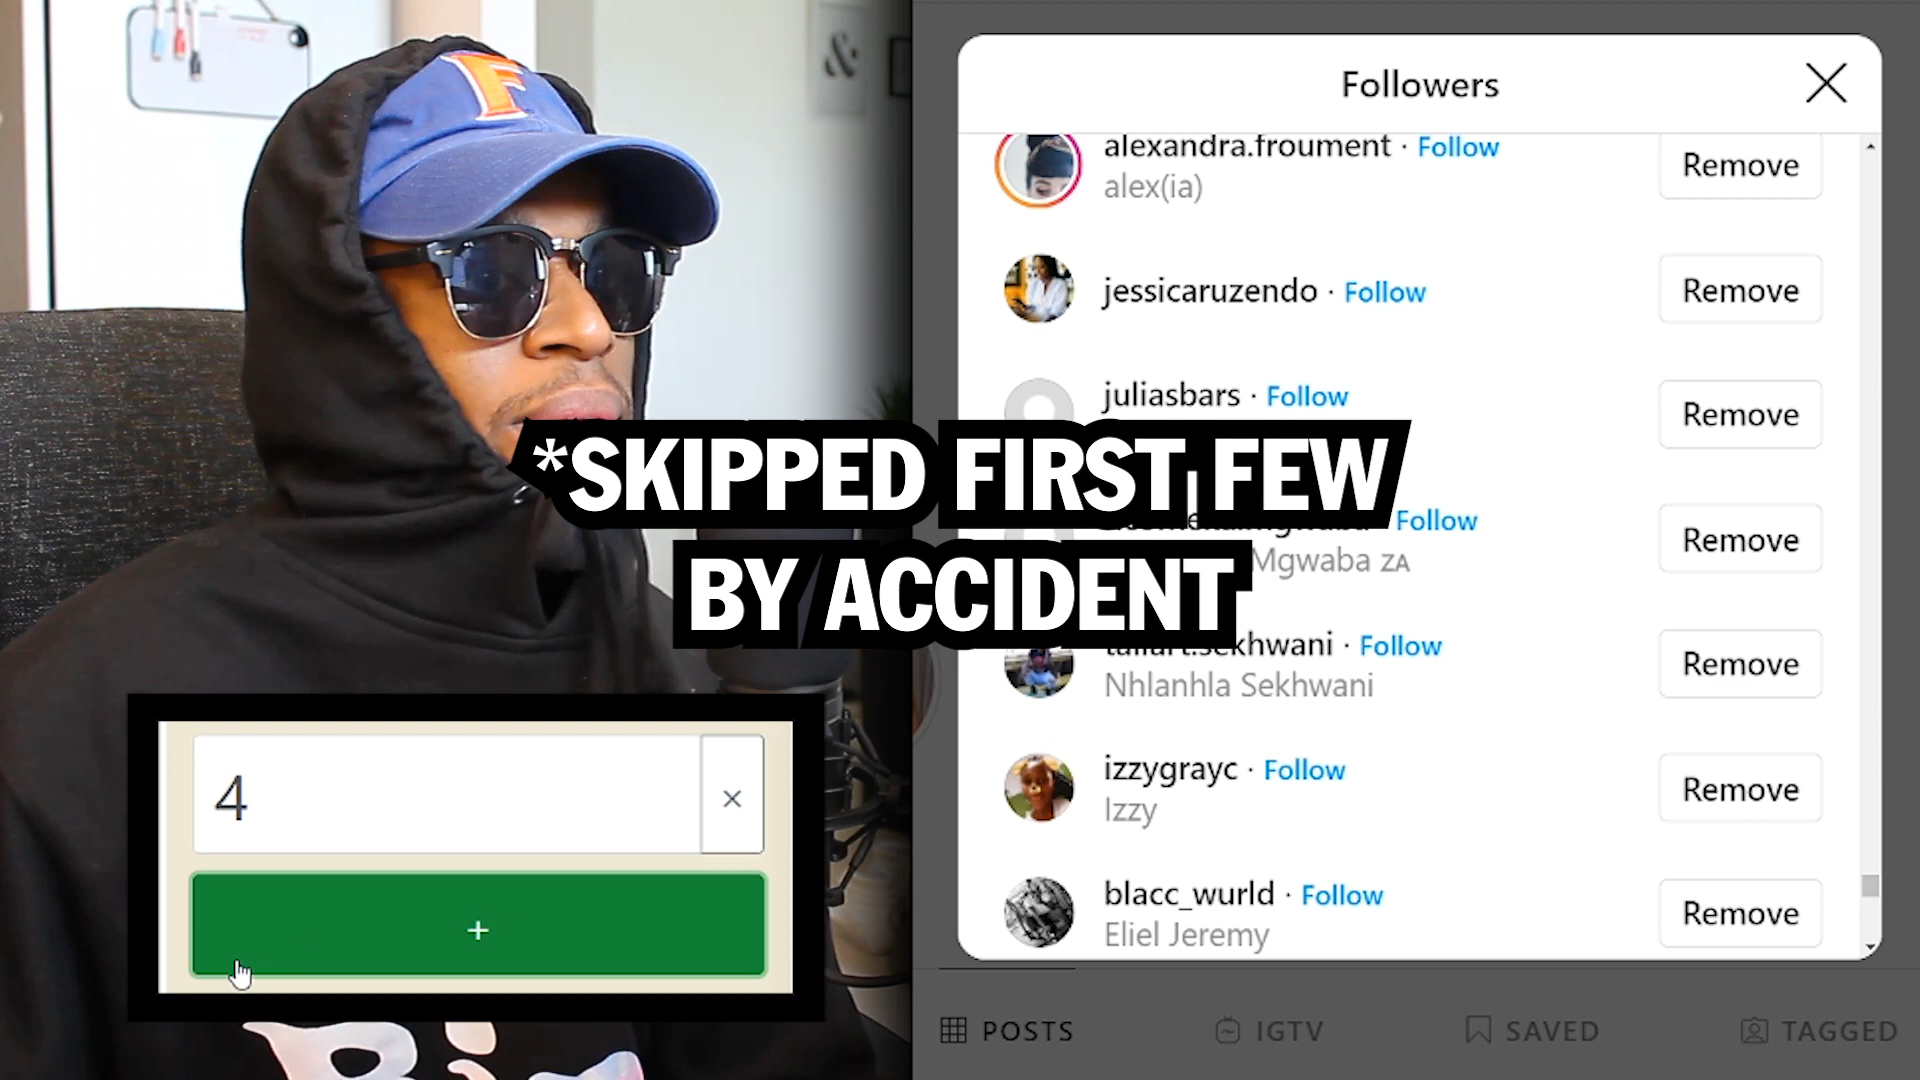 F
&
Followers
alexandra.froument · Follow
alex(ia)
Remove
jessicaruzendo · Follow
Remove
juliasbars · Follow
Remove
*SKIPPED FIRST FEW
BY ACCIDENT
Follow
Mgwaba ZA
Remove
sekhwani · Follow
Nhlanhla Sekhwani
Remove
izzygrayc · Follow
Izzy
Remove
blacc_wurld · Follow
Eliel Jeremy
Remove
4
×
+
POSTS
IGTV
SAVED
TAGGED